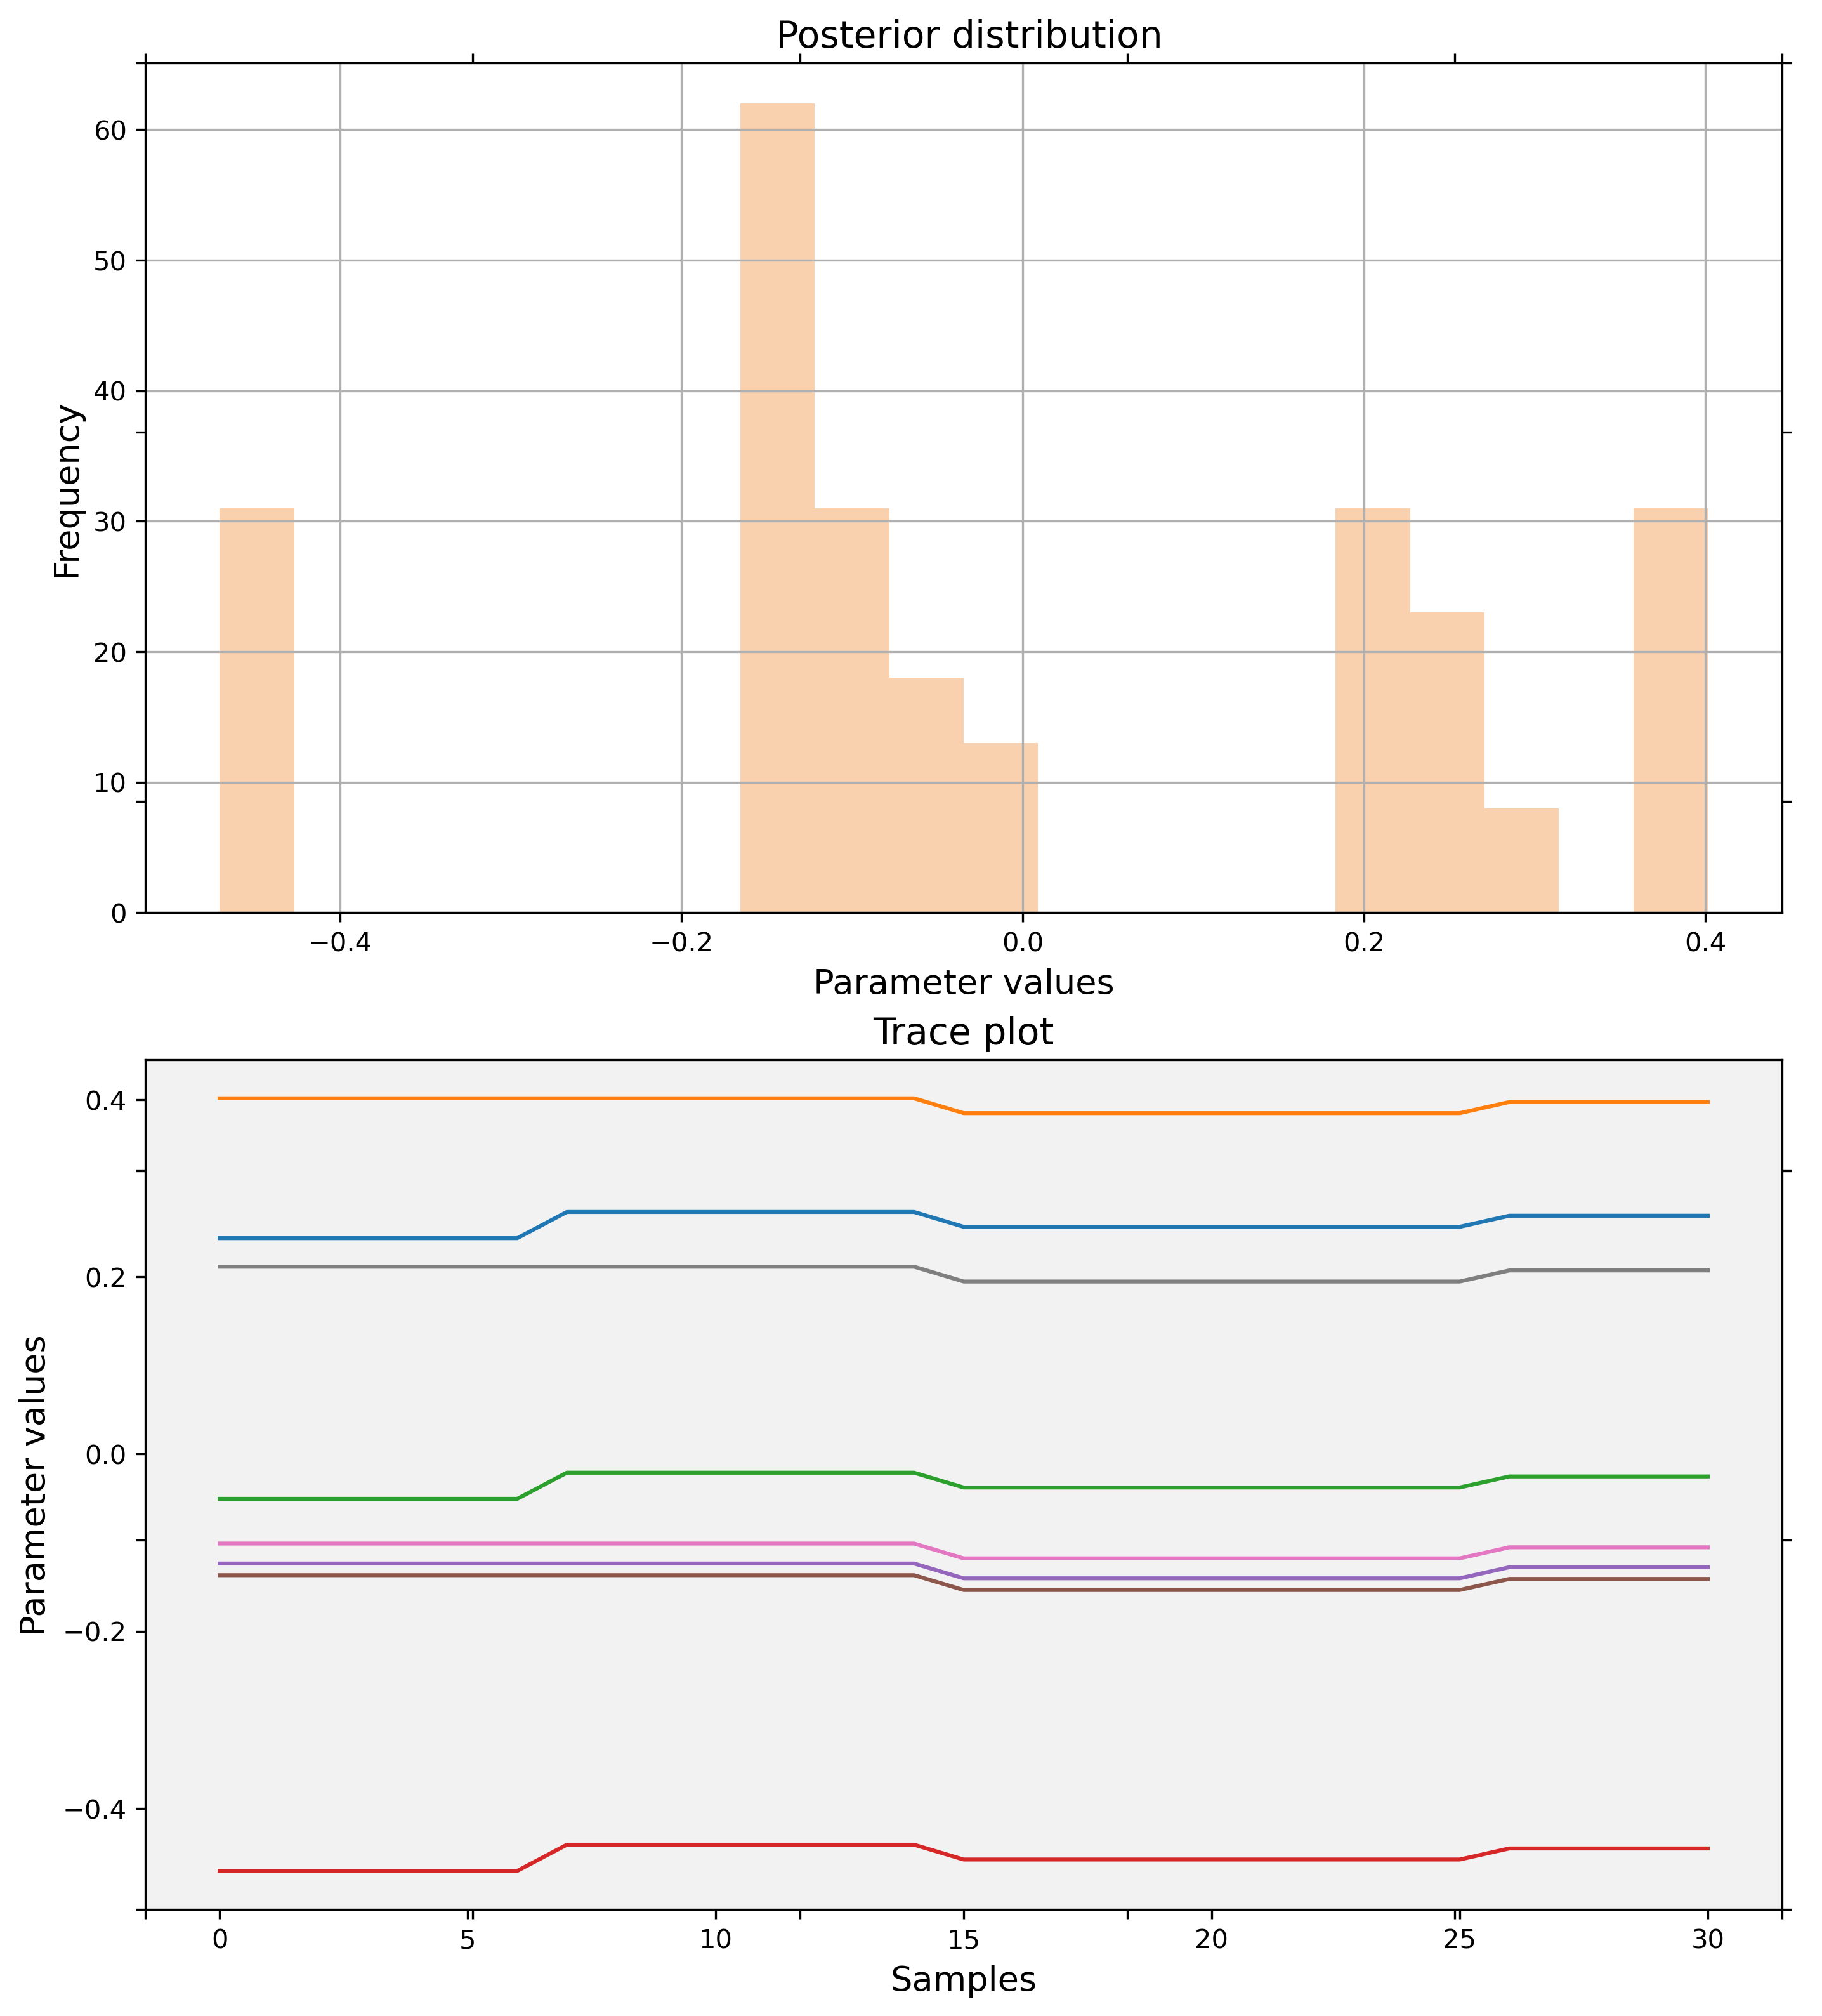 Posterior distribution
60
50
40
30
20
10
0
Frequency
−0.4 −0.2 0.0 0.2 0.4
Parameter values
Trace plot
0.4
0.2
0.0
−0.2
−0.4
Parameter values
0 5 10 15 20 25 30
Samples